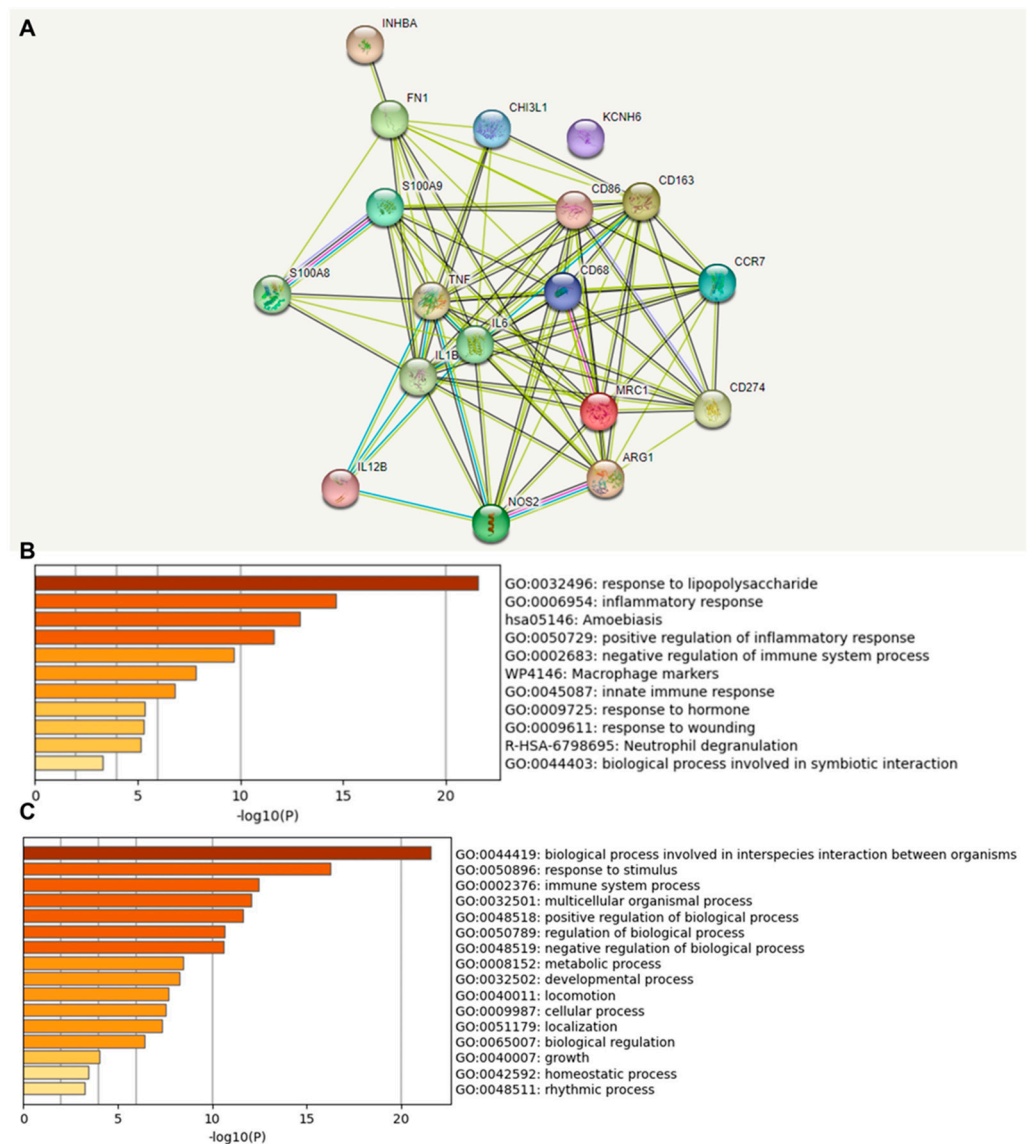 A
INHBA
FN1
CHI3L1
KCNH6
S100A9
CD86
CD163
S100A8
TNF
CD68
CCR7
IL6
IL1B
MRC1
CD274
IL12B
ARG1
NOS2
B
GO:0032496: response to lipopolysaccharide
GO:0006954: inflammatory response
hsa05146: Amoebiasis
GO:0050729: positive regulation of inflammatory response
GO:0002683: negative regulation of immune system process
WP4146: Macrophage markers
GO:0045087: innate immune response
GO:0009725: response to hormone
GO:0009611: response to wounding
R-HSA-6798695: Neutrophil degranulation
GO:0044403: biological process involved in symbiotic interaction
0 5 10 15 20
-log10(P)
C
GO:0044419: biological process involved in interspecies interaction between organisms
GO:0050896: response to stimulus
GO:0002376: immune system process
GO:0032501: multicellular organismal process
GO:0048518: positive regulation of biological process
GO:0050789: regulation of biological process
GO:0048519: negative regulation of biological process
GO:0008152: metabolic process
GO:0032502: developmental process
GO:0040011: locomotion
GO:0009987: cellular process
GO:0051179: localization
GO:0065007: biological regulation
GO:0040007: growth
GO:0042592: homeostatic process
GO:0048511: rhythmic process
0 5 10 15 20
-log10(P)